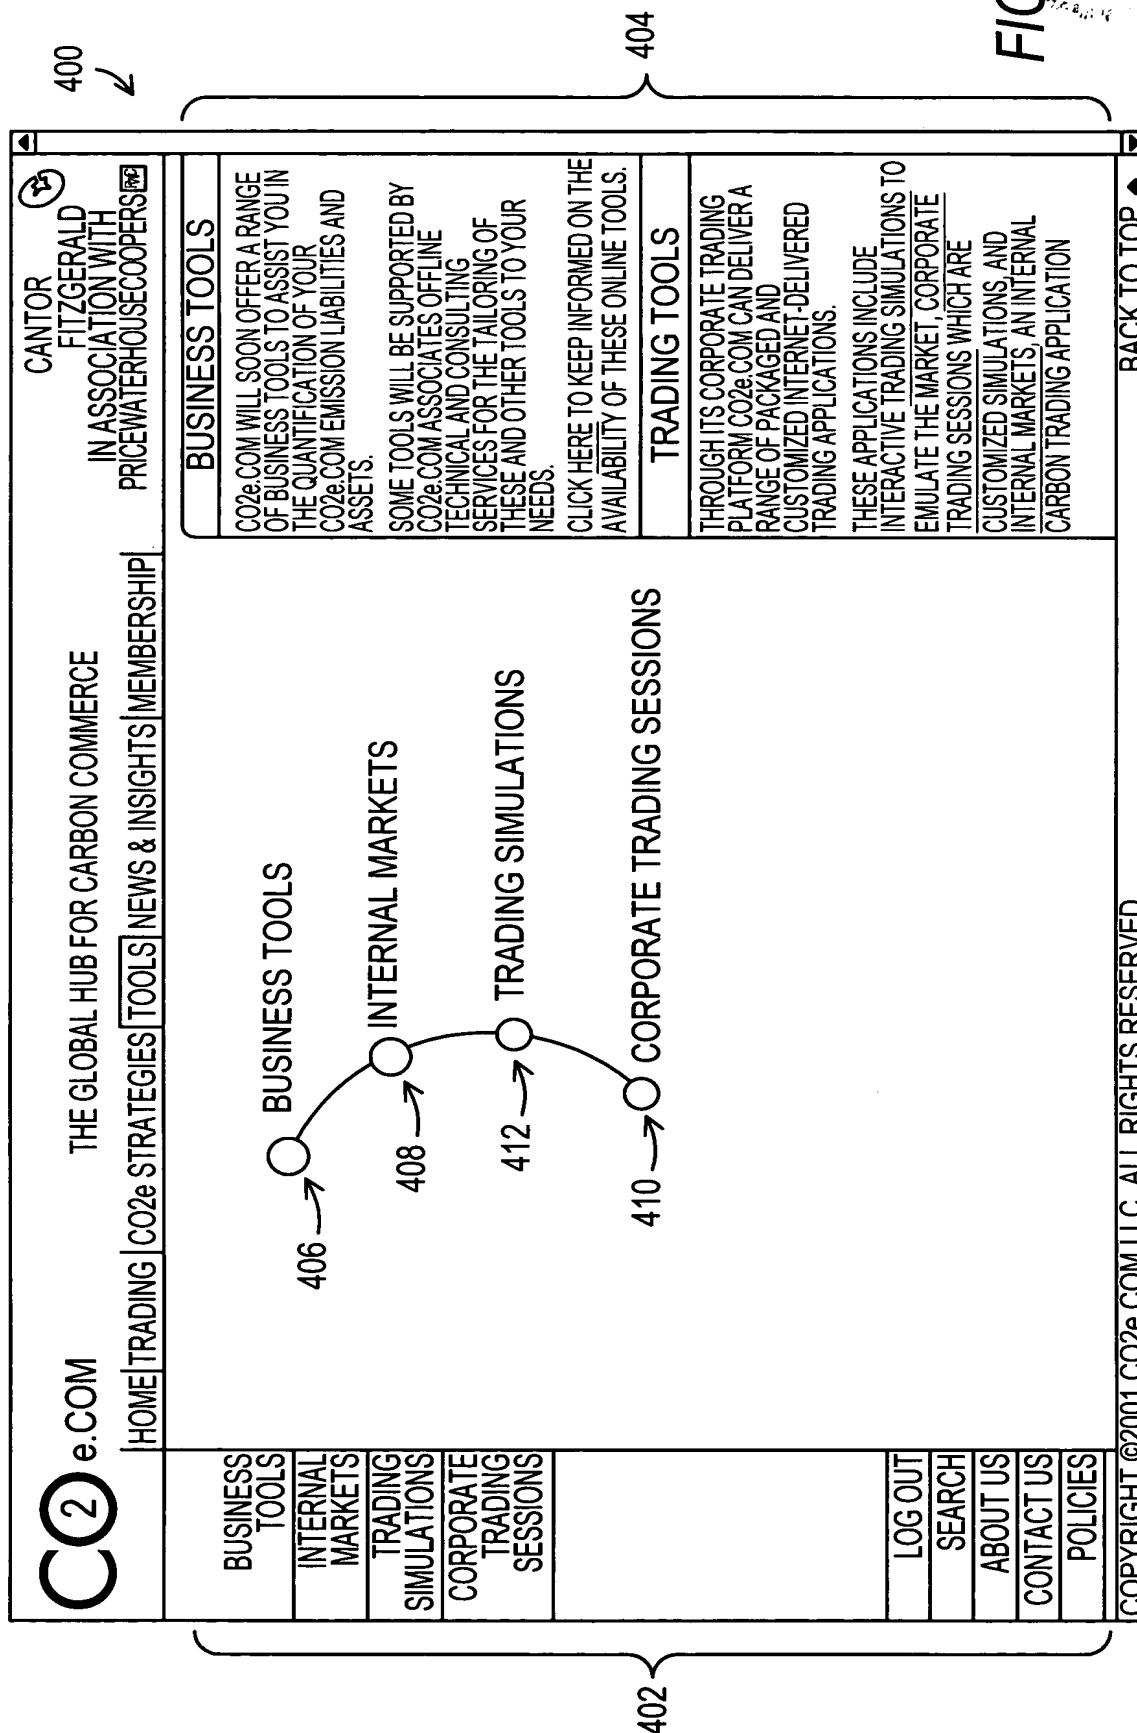 400
CO2e.COM
THE GLOBAL HUB FOR CARBON COMMERCE
CANTOR
FITZGERALD
IN ASSOCIATION WITH
PRICEWATERHOUSECOOPERS
HOME TRADING CO2e STRATEGIES TOOLS NEWS & INSIGHTS MEMBERSHIP
402
BUSINESS
TOOLS
INTERNAL
MARKETS
TRADING
SIMULATIONS
CORPORATE
TRADING
SESSIONS
LOG OUT
SEARCH
ABOUT US
CONTACT US
POLICIES
406
BUSINESS TOOLS
408
INTERNAL MARKETS
412
TRADING SIMULATIONS
410
CORPORATE TRADING SESSIONS
404
BUSINESS TOOLS
CO2e.COM WILL SOON OFFER A RANGE
OF BUSINESS TOOLS TO ASSIST YOU IN
THE QUANTIFICATION OF YOUR
CO2e.COM EMISSION LIABILITIES AND
ASSETS.
SOME TOOLS WILL BE SUPPORTED BY
CO2e.COM ASSOCIATES OFFLINE
TECHNICAL AND CONSULTING
SERVICES FOR THE TAILORING OF
THESE AND OTHER TOOLS TO YOUR
NEEDS.
CLICK HERE TO KEEP INFORMED ON THE
AVAILABILITY OF THESE ONLINE TOOLS.
TRADING TOOLS
THROUGH ITS CORPORATE TRADING
PLATFORM CO2e.COM CAN DELIVER A
RANGE OF PACKAGED AND
CUSTOMIZED INTERNET-DELIVERED
TRADING APPLICATIONS.
THESE APPLICATIONS INCLUDE
INTERACTIVE TRADING SIMULATIONS TO
EMULATE THE MARKET, CORPORATE
TRADING SESSIONS WHICH ARE
CUSTOMIZED SIMULATIONS, AND
INTERNAL MARKETS, AN INTERNAL
CARBON TRADING APPLICATION
COPYRIGHT ©2001 CO2e.COM LLC. ALL RIGHTS RESERVED
BACK TO TOP
FIG